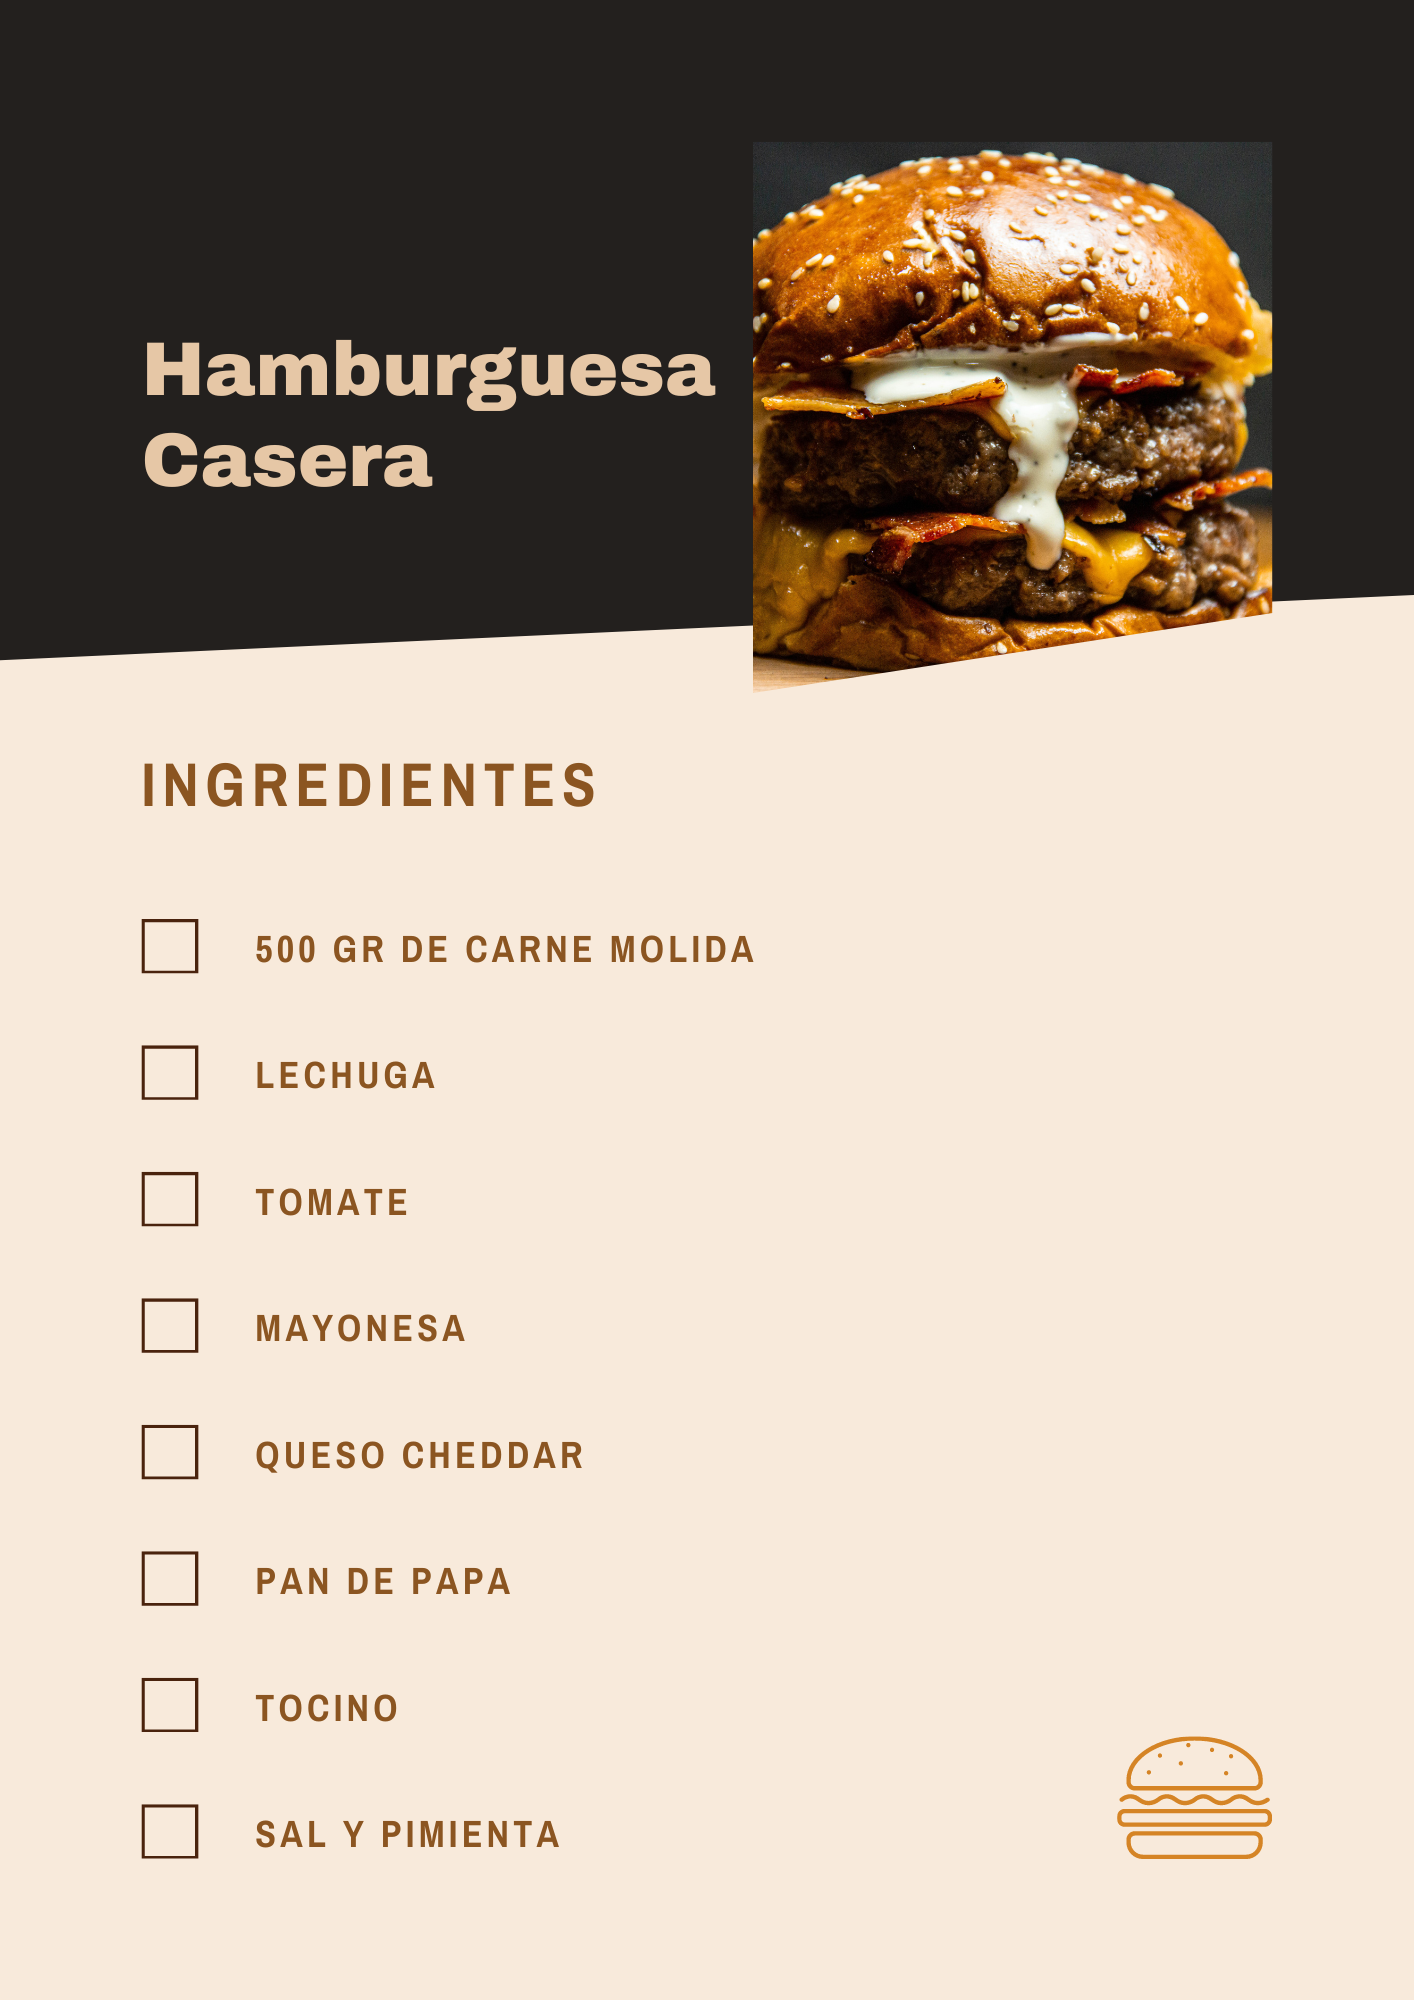 Hamburguesa
Casera
INGREDIENTES
500 GR DE CARNE MOLIDA
LECHUGA
TOMATE
MAYONESA
QUESO CHEDDAR
PAN DE PAPA
TOCINO
SAL Y PIMIENTA